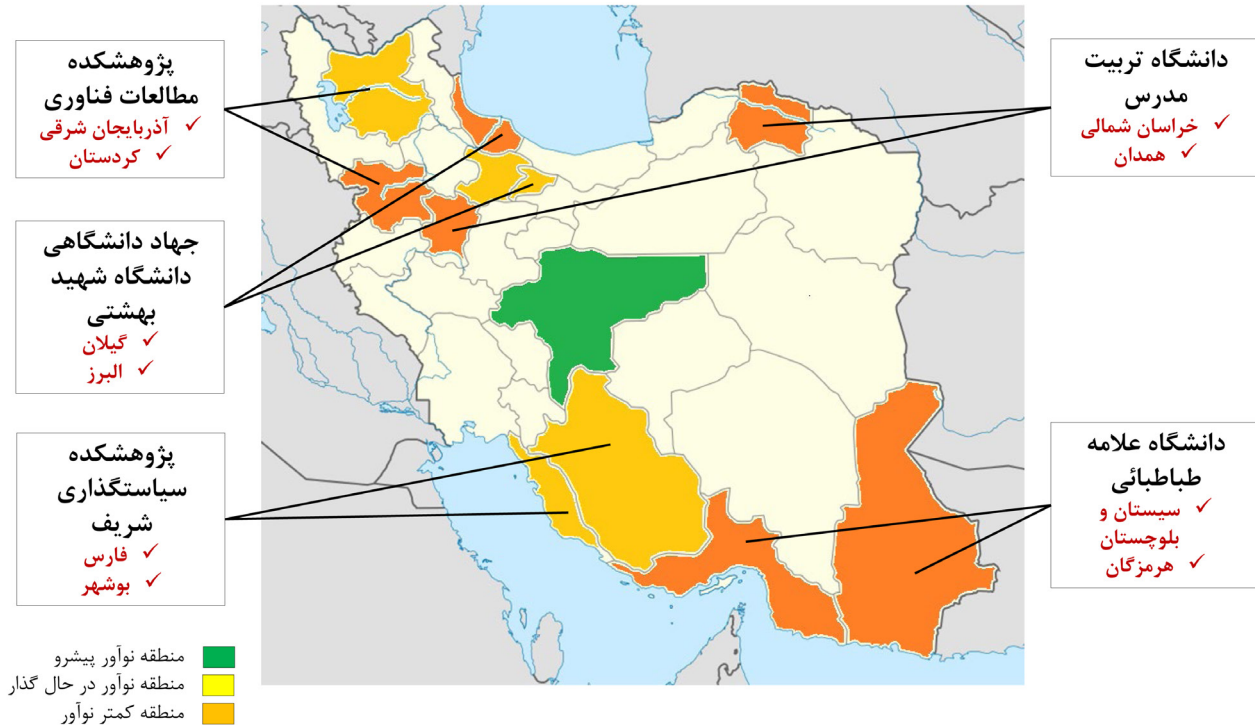 دانشگاه تربیت
مدرس
✓ خراسان شمالی
✓ همدان
پژوهشکده
مطالعات فناوری
✓ آذربایجان شرقی
✓ کردستان
جهاد دانشگاهی
دانشگاه شهید
بهشتی
✓ گیلان
✓ البرز
دانشگاه علامه
طباطبائی
✓ سیستان و
بلوچستان
✓ هرمزگان
پژوهشکده
سیاستگذاری
شریف
✓ فارس
✓ بوشهر
منطقه نوآور پیشرو
منطقه نوآور در حال گذار
منطقه کمتر نوآور